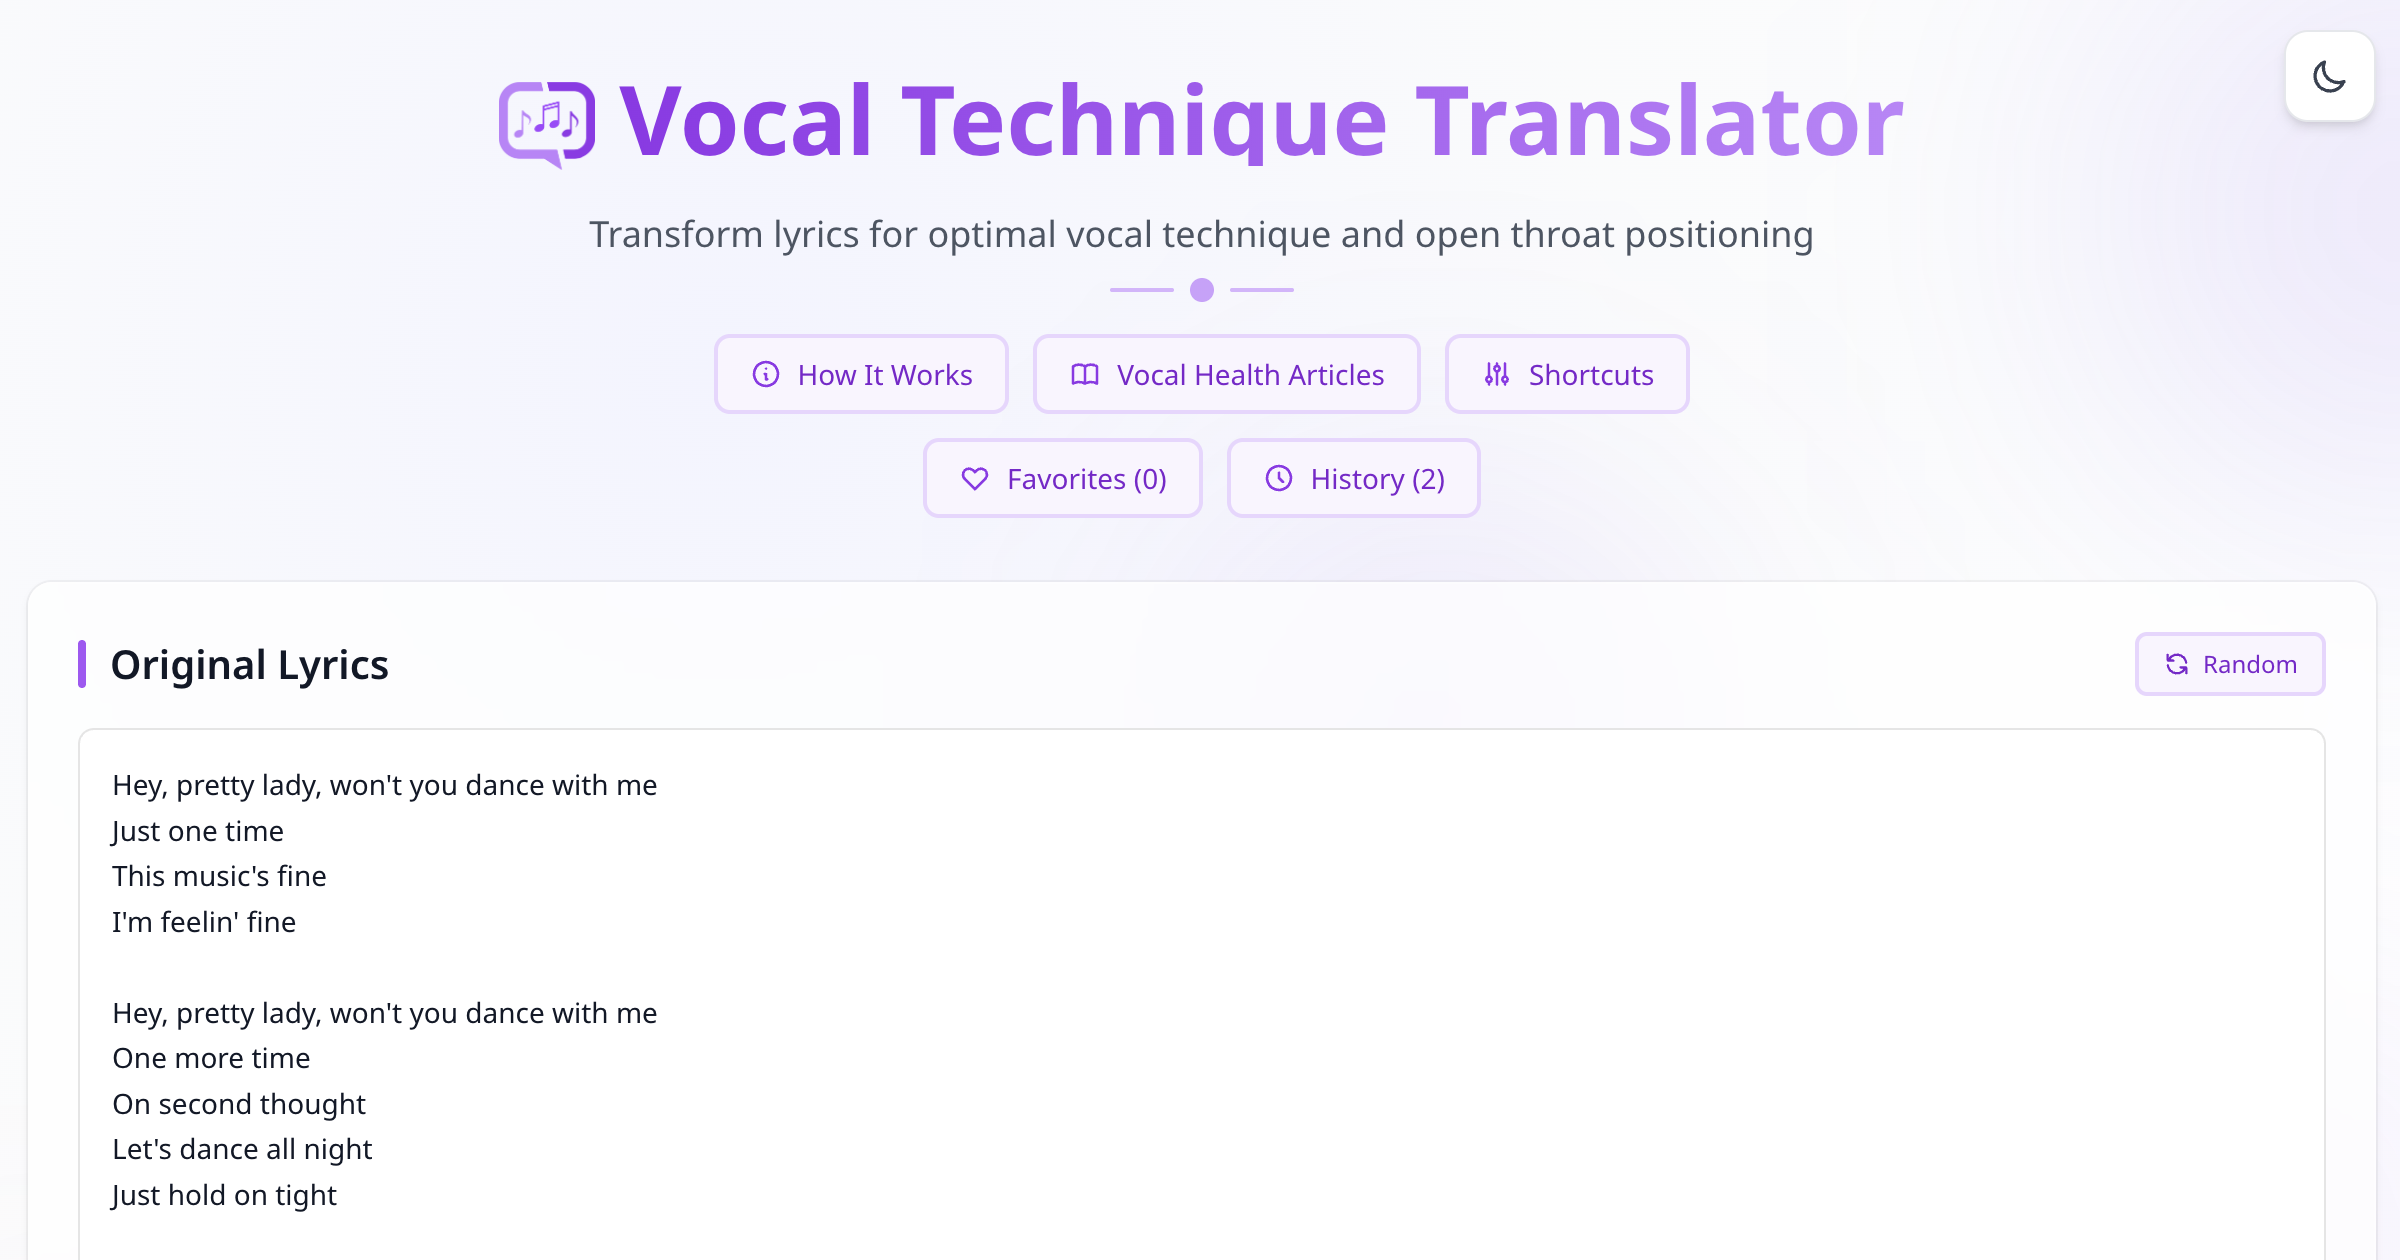 Vocal Technique Translator
Transform lyrics for optimal vocal technique and open throat positioning
How It Works
Vocal Health Articles
Shortcuts
Favorites (0)
History (2)
Original Lyrics
Random
Hey, pretty lady, won't you dance with me
Just one time
This music's fine
I'm feelin' fine

Hey, pretty lady, won't you dance with me
One more time
On second thought
Let's dance all night
Just hold on tight